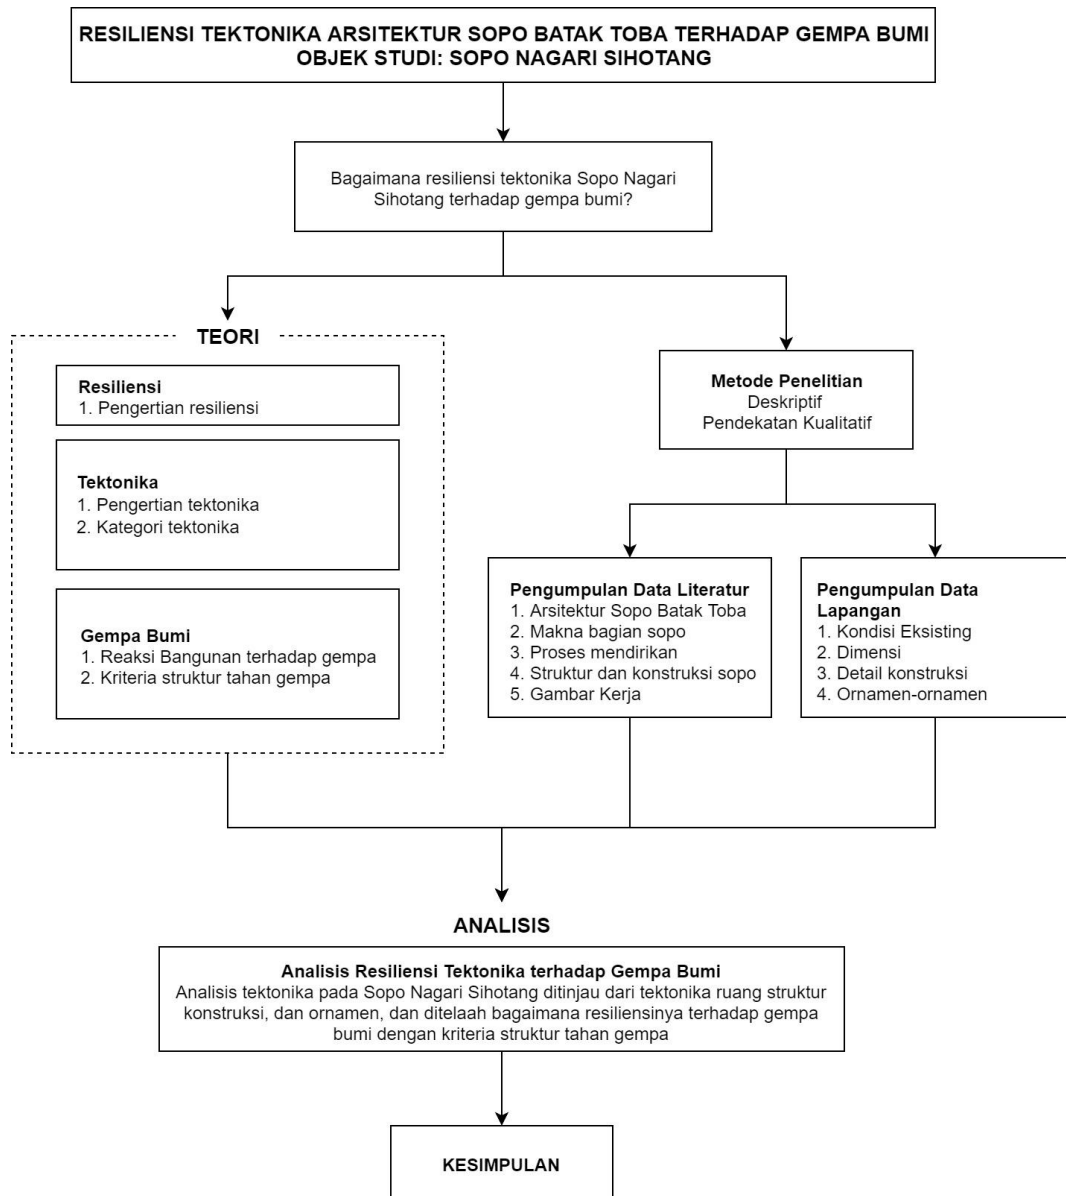 RESILIENSI TEKTONIKA ARSITEKTUR SOPO BATAK TOBA TERHADAP GEMPA BUMI
OBJEK STUDI: SOPO NAGARI SIHOTANG
Bagaimana resiliensi tektonika Sopo Nagari
Sihotang terhadap gempa bumi?
TEORI
Resiliensi
1. Pengertian resiliensi
Tektonika
1. Pengertian tektonika
2. Kategori tektonika
Gempa Bumi
1. Reaksi Bangunan terhadap gempa
2. Kriteria struktur tahan gempa
Metode Penelitian
Deskriptif
Pendekatan Kualitatif
Pengumpulan Data Literatur
1. Arsitektur Sopo Batak Toba
2. Makna bagian sopo
3. Proses mendirikan
4. Struktur dan konstruksi sopo
5. Gambar Kerja
Pengumpulan Data
Lapangan
1. Kondisi Eksisting
2. Dimensi
3. Detail konstruksi
4. Ornamen-ornamen
ANALISIS
Analisis Resiliensi Tektonika terhadap Gempa Bumi
Analisis tektonika pada Sopo Nagari Sihotang ditinjau dari tektonika ruang struktur
konstruksi, dan ornamen, dan ditelaah bagaimana resiliensinya terhadap gempa
bumi dengan kriteria struktur tahan gempa
KESIMPULAN